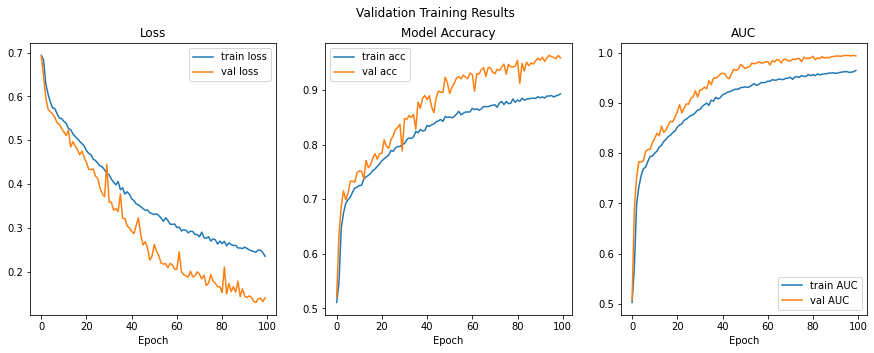 Validation Training Results
Loss
train loss
val loss
0.7
0.6
0.5
0.4
0.3
0.2
0 20 40 60 80 100
Epoch
Model Accuracy
train acc
val acc
0.9
0.8
0.7
0.6
0.5
0 20 40 60 80 100
Epoch
AUC
1.0
0.9
0.8
0.7
0.6
0.5
train AUC
val AUC
0 20 40 60 80 100
Epoch